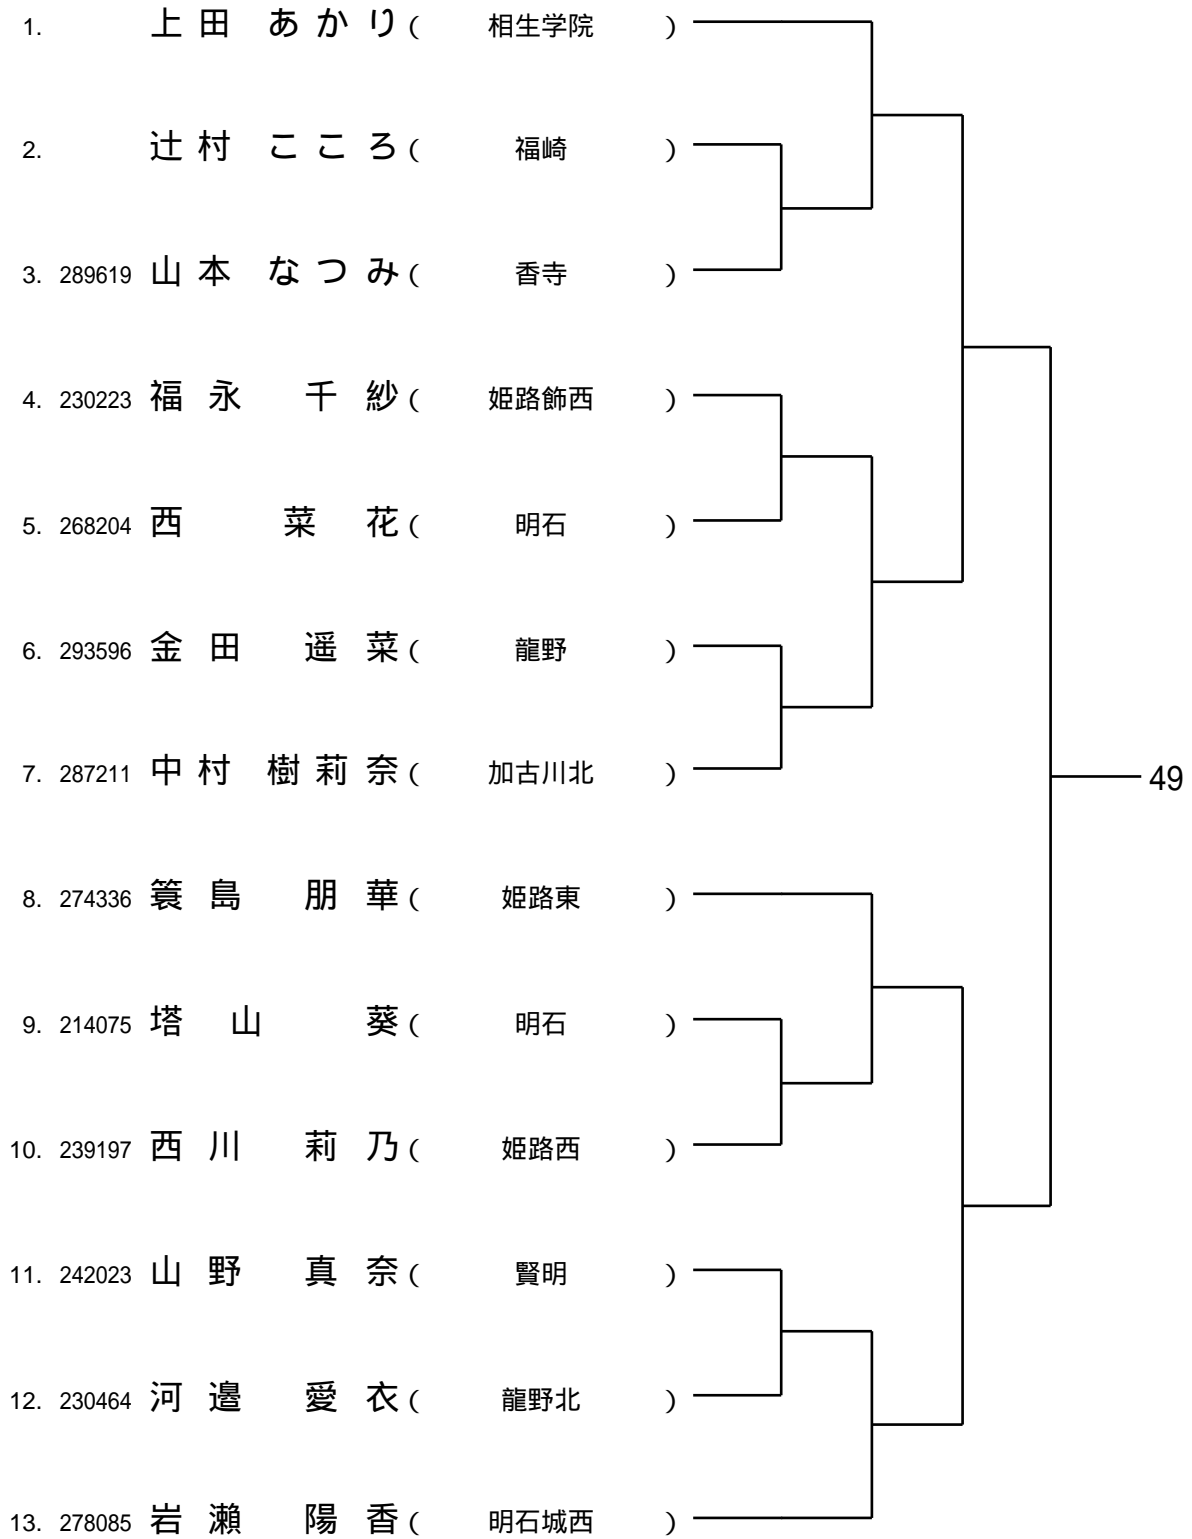 1. 上田 あかり ( 相生学院 )
2. 辻村 こころ ( 福崎 )
3. 289619 山本 なつみ ( 香寺 )
4. 230223 福永 千紗 ( 姫路飾西 )
5. 268204 西 菜花 ( 明石 )
6. 293596 金田 遥菜 ( 龍野 )
7. 287211 中村 樹莉奈 ( 加古川北 )
49
8. 274336 簑島 朋華 ( 姫路東 )
9. 214075 塔山 葵 ( 明石 )
10. 239197 西川 莉乃 ( 姫路西 )
11. 242023 山野 真奈 ( 賢明 )
12. 230464 河邉 愛衣 ( 龍野北 )
13. 278085 岩瀬 陽香 ( 明石城西 )